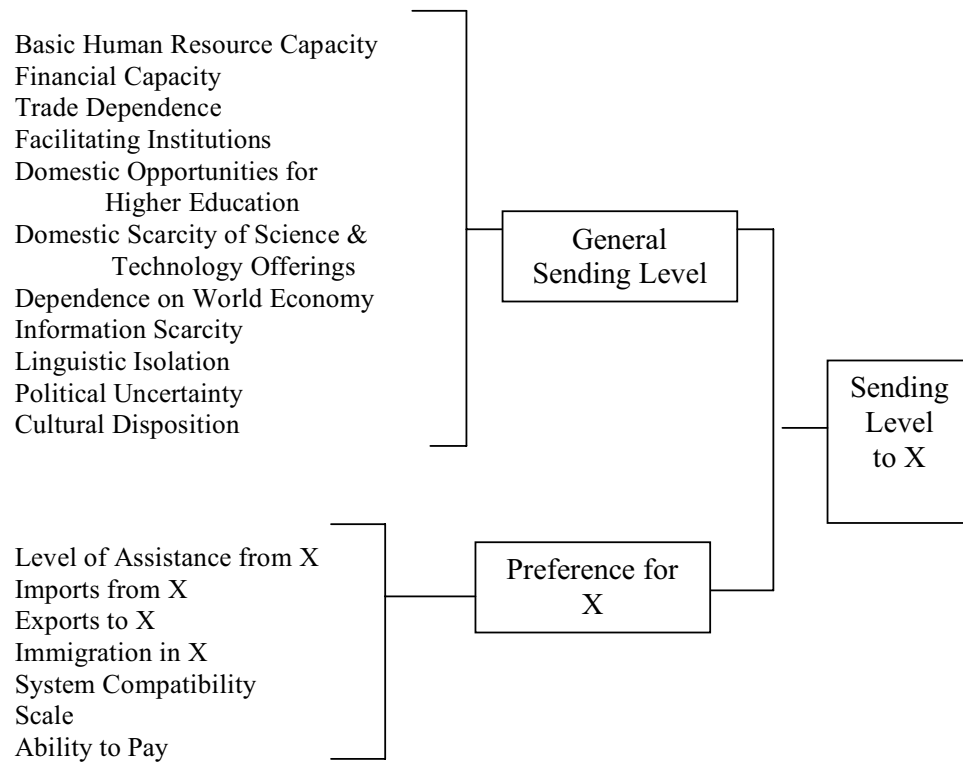 Basic Human Resource Capacity
Financial Capacity
Trade Dependence
Facilitating Institutions
Domestic Opportunities for
Higher Education
Domestic Scarcity of Science &
Technology Offerings
Dependence on World Economy
Information Scarcity
Linguistic Isolation
Political Uncertainty
Cultural Disposition
General
Sending Level
Sending
Level
to X
Level of Assistance from X
Imports from X
Exports to X
Immigration in X
System Compatibility
Scale
Ability to Pay
Preference for
X